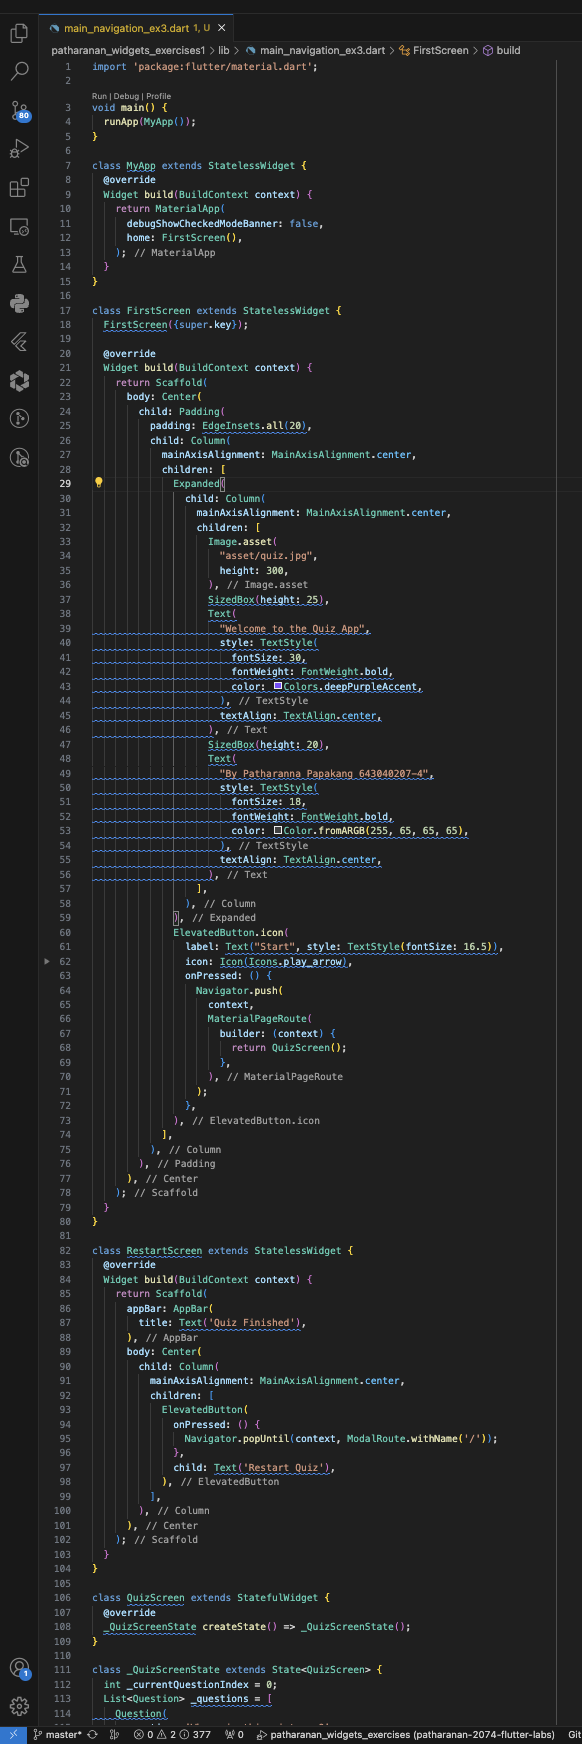 main_navigation_ex3.dart 1, U
patharanan_widgets_exercises1 > lib > main_navigation_ex3.dart > FirstScreen > build
1 import 'package:flutter/material.dart';
2
Run | Debug | Profile
3 void main() {
4 runApp(MyApp());
5 }
6
7 class MyApp extends StatelessWidget {
8 @override
9 Widget build(BuildContext context) {
10 return MaterialApp(
11 debugShowCheckedModeBanner: false,
12 home: FirstScreen(),
13 ); // MaterialApp
14 }
15 }
16
17 class FirstScreen extends StatelessWidget {
18 FirstScreen({super.key});
19
20 @override
21 Widget build(BuildContext context) {
22 return Scaffold(
23 body: Center(
24 child: Padding(
25 padding: EdgeInsets.all(20),
26 child: Column(
27 mainAxisAlignment: MainAxisAlignment.center,
28 children: [
29 Expanded(
30 child: Column(
31 mainAxisAlignment: MainAxisAlignment.center,
32 children: [
33 Image.asset(
34 "asset/quiz.jpg",
35 height: 300,
36 ), // Image.asset
37 SizedBox(height: 25),
38 Text(
39 "Welcome to the Quiz App",
40 style: TextStyle(
41 fontSize: 30,
42 fontWeight: FontWeight.bold,
43 color: Colors.deepPurpleAccent,
44 ), // TextStyle
45 textAlign: TextAlign.center,
46 ), // Text
47 SizedBox(height: 20),
48 Text(
49 "By Patharanna Papakang 643040207-4",
50 style: TextStyle(
51 fontSize: 18,
52 fontWeight: FontWeight.bold,
53 color: Color.fromARGB(255, 65, 65, 65),
54 ), // TextStyle
55 textAlign: TextAlign.center,
56 ), // Text
57 ],
58 ), // Column
59 ), // Expanded
60 ElevatedButton.icon(
61 label: Text("Start", style: TextStyle(fontSize: 16.5)),
62 icon: Icon(Icons.play_arrow),
63 onPressed: () {
64 Navigator.push(
65 context,
66 MaterialPageRoute(
67 builder: (context) {
68 return QuizScreen();
69 },
70 ), // MaterialPageRoute
71 );
72 },
73 ), // ElevatedButton.icon
74 ],
75 ), // Column
76 ), // Padding
77 ), // Center
78 ); // Scaffold
79 }
80 }
81
82 class RestartScreen extends StatelessWidget {
83 @override
84 Widget build(BuildContext context) {
85 return Scaffold(
86 appBar: AppBar(
87 title: Text('Quiz Finished'),
88 ), // AppBar
89 body: Center(
90 child: Column(
91 mainAxisAlignment: MainAxisAlignment.center,
92 children: [
93 ElevatedButton(
94 onPressed: () {
95 Navigator.popUntil(context, ModalRoute.withName('/'));
96 },
97 child: Text('Restart Quiz'),
98 ), // ElevatedButton
99 ],
100 ), // Column
101 ), // Center
102 ); // Scaffold
103 }
104 }
105
106 class QuizScreen extends StatefulWidget {
107 @override
108 _QuizScreenState createState() => _QuizScreenState();
109 }
110
111 class _QuizScreenState extends State<QuizScreen> {
112 int _currentQuestionIndex = 0;
113 List<Question> _questions = [
114 Question(
80
1
master* 0 2 377 0 patharanan_widgets_exercises (patharanan-2074-flutter-labs) Git